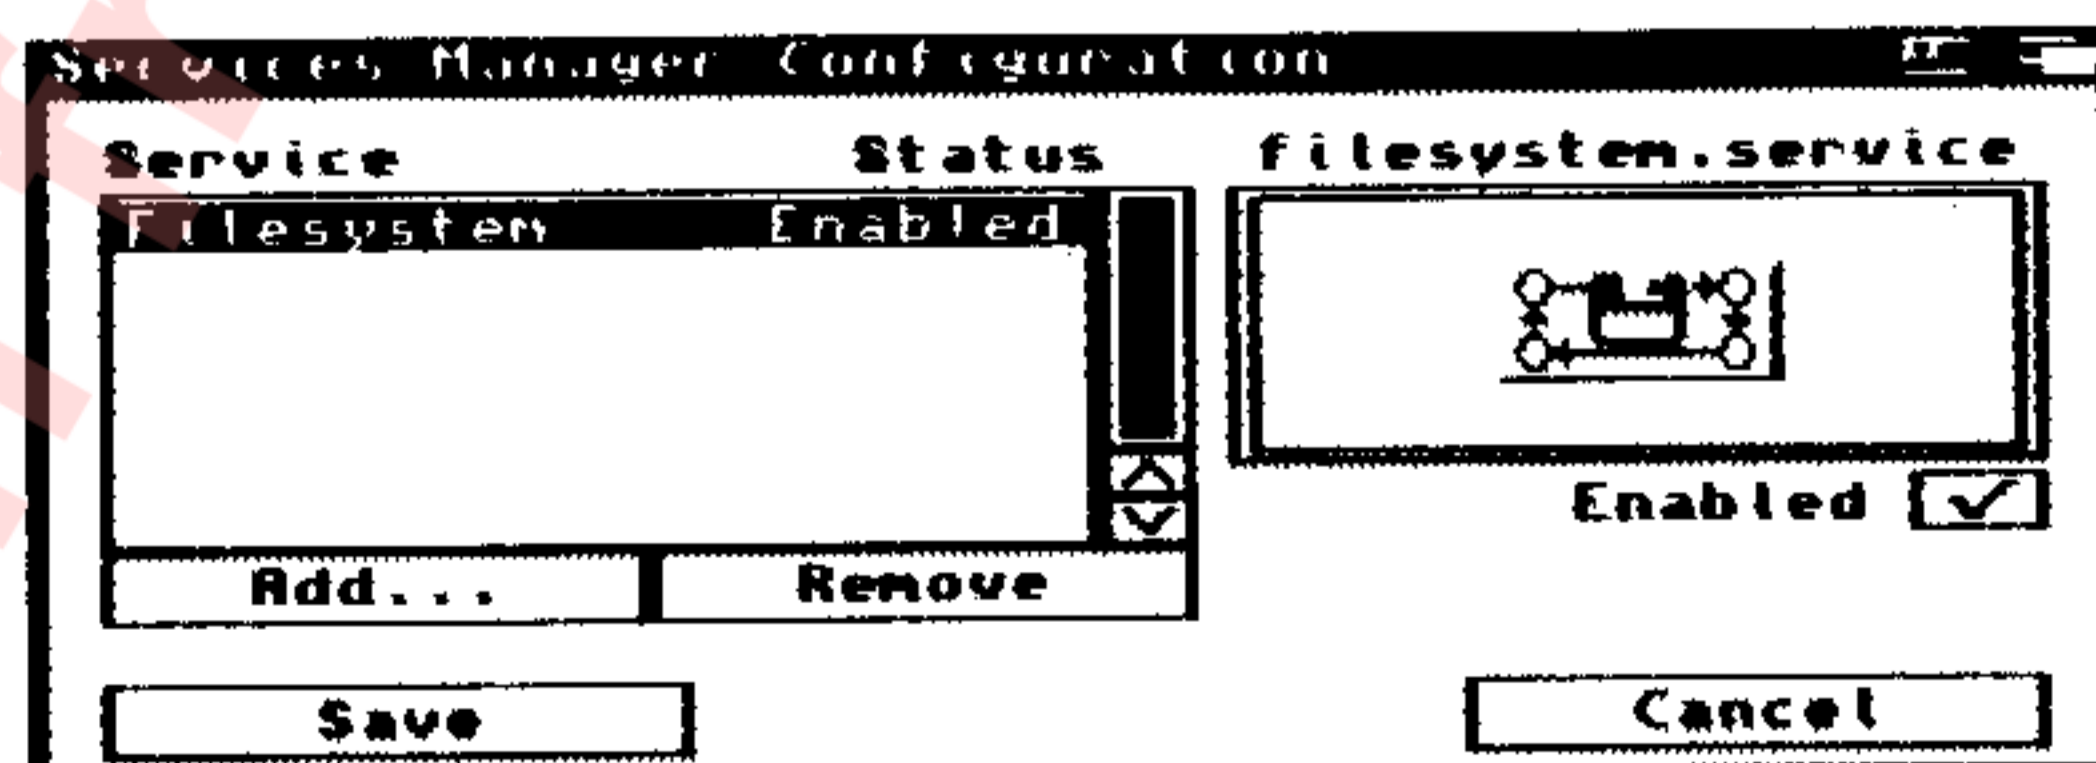 Services Manager Configuration
Service Status filesystem.service
Filesystem Enabled
Enabled
Add... Remove
Save Cancel